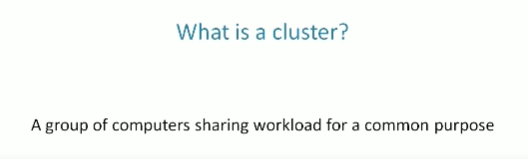 What is a cluster?
A group of computers sharing workload for a common purpose